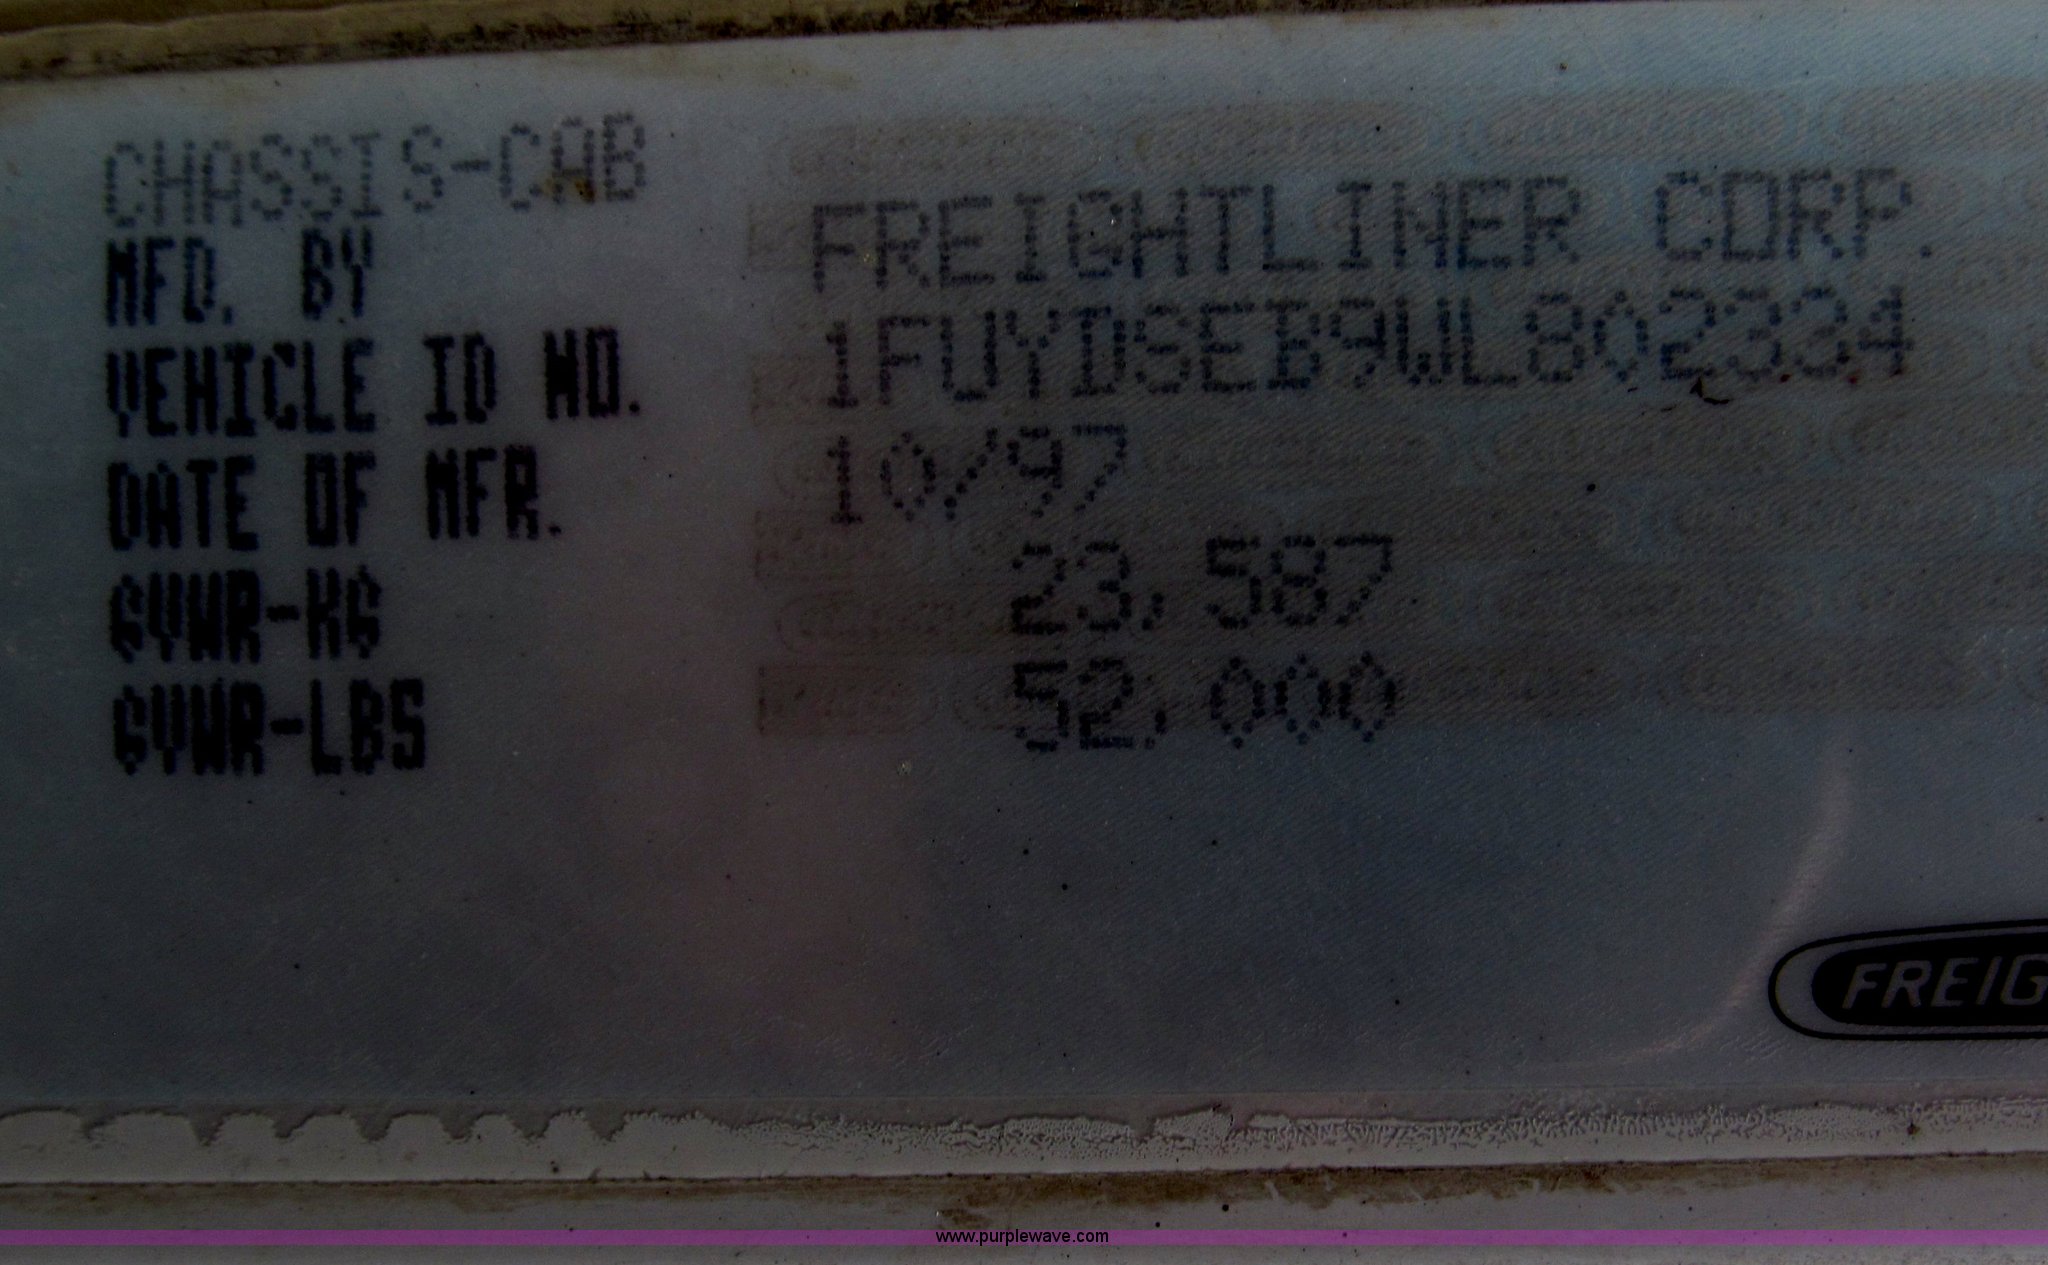 CHASSIS-CAB
MFD. BY FREIGHTLINER CORP.
VEHICLE ID NO. 1FUYDSEB9WL802334
DATE OF MFR. 10/97
GVWR-KG 23,587
GVWR-LBS 52,000
FREIG
www.purplewave.com